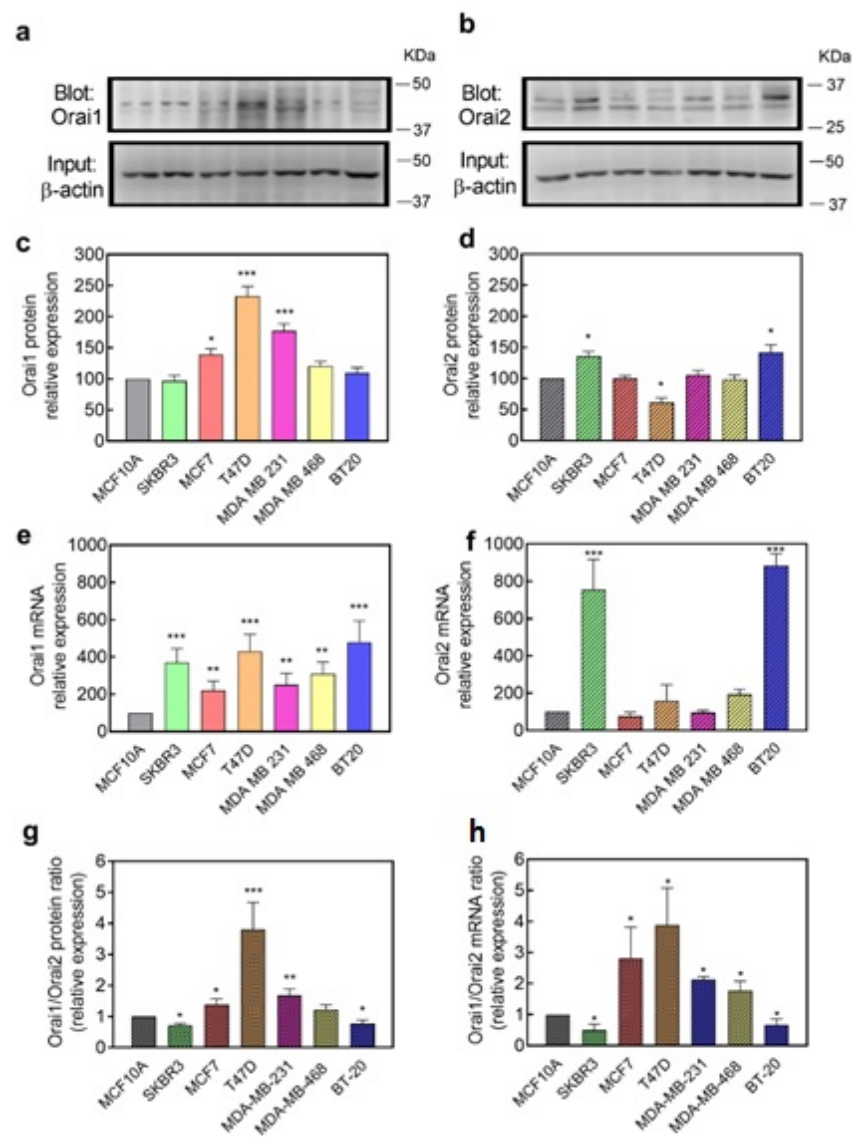 a
KDa
Blot:
Orai1
50
37
Input:
β-actin
50
37
b
KDa
Blot:
Orai2
37
25
Input:
β-actin
50
37
c
Orai1 protein
relative expression
300
250
200
150
100
50
0
*
***
***
MCF10A
SKBR3
MCF7
T47D
MDA MB 231
MDA MB 468
BT20
d
Orai2 protein
relative expression
300
250
200
150
100
50
0
*
*
*
MCF10A
SKBR3
MCF7
T47D
MDA MB 231
MDA MB 468
BT20
e
Orai1 mRNA
relative expression
1000
800
600
400
200
0
***
**
***
**
**
***
MCF10A
SKBR3
MCF7
T47D
MDA MB 231
MDA MB 468
BT20
f
Orai2 mRNA
relative expression
1000
800
600
400
200
0
***
***
MCF10A
SKBR3
MCF7
T47D
MDA MB 231
MDA MB 468
BT20
g
Orai1/Orai2 protein ratio
(relative expression)
6
5
4
3
2
1
0
*
*
***
**
*
MCF10A
SKBR3
MCF7
T47D
MDA-MB-231
MDA-MB-468
BT-20
h
Orai1/Orai2 mRNA ratio
(relative expression)
6
5
4
3
2
1
0
*
*
*
*
*
*
MCF10A
SKBR3
MCF7
T47D
MDA-MB-231
MDA-MB-468
BT-20